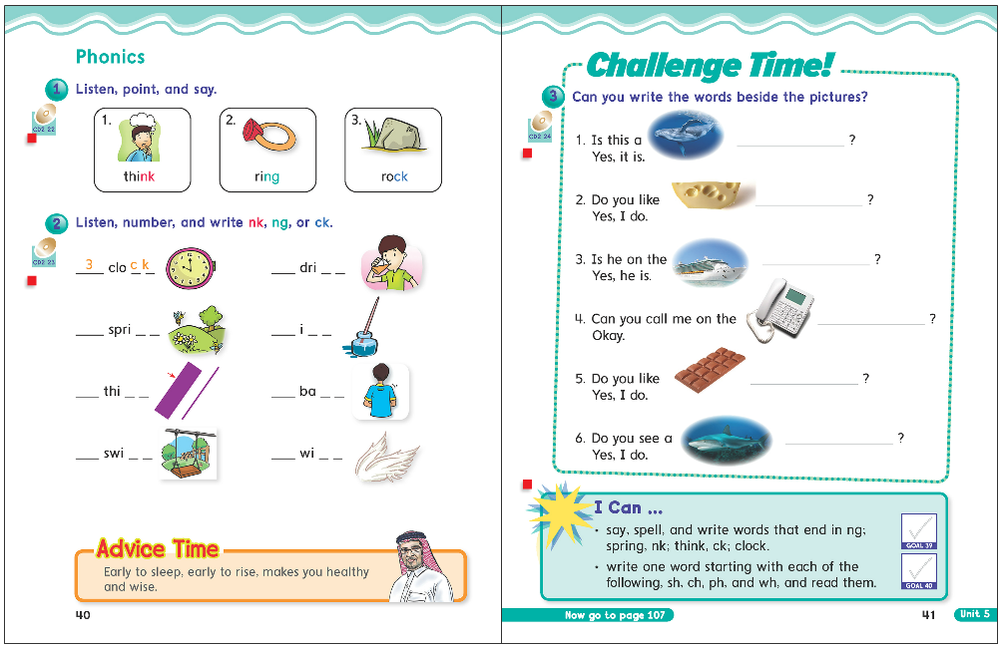 Phonics
1 Listen, point, and say.
CD2 22
1.
think
2.
ring
3.
rock
2 Listen, number, and write nk, ng, or ck.
CD2 23
3 clo c k
___ dri _ _
___ spri _ _
___ i _ _
___ thi _ _
___ ba _ _
___ swi _ _
___ wi _ _
Advice Time
Early to sleep, early to rise, makes you healthy
and wise.
40
Challenge Time!
3 Can you write the words beside the pictures?
CD2 24
1. Is this a ____________ ?
Yes, it is.
2. Do you like ____________ ?
Yes, I do.
3. Is he on the ____________ ?
Yes, he is.
4. Can you call me on the ____________ ?
Okay.
5. Do you like ____________ ?
Yes, I do.
6. Do you see a ____________ ?
Yes, I do.
I Can ...
• say, spell, and write words that end in ng;
spring, nk; think, ck; clock.
GOAL 39
• write one word starting with each of the
following, sh, ch, ph, and wh, and read them.
GOAL 40
Now go to page 107
41 Unit 5